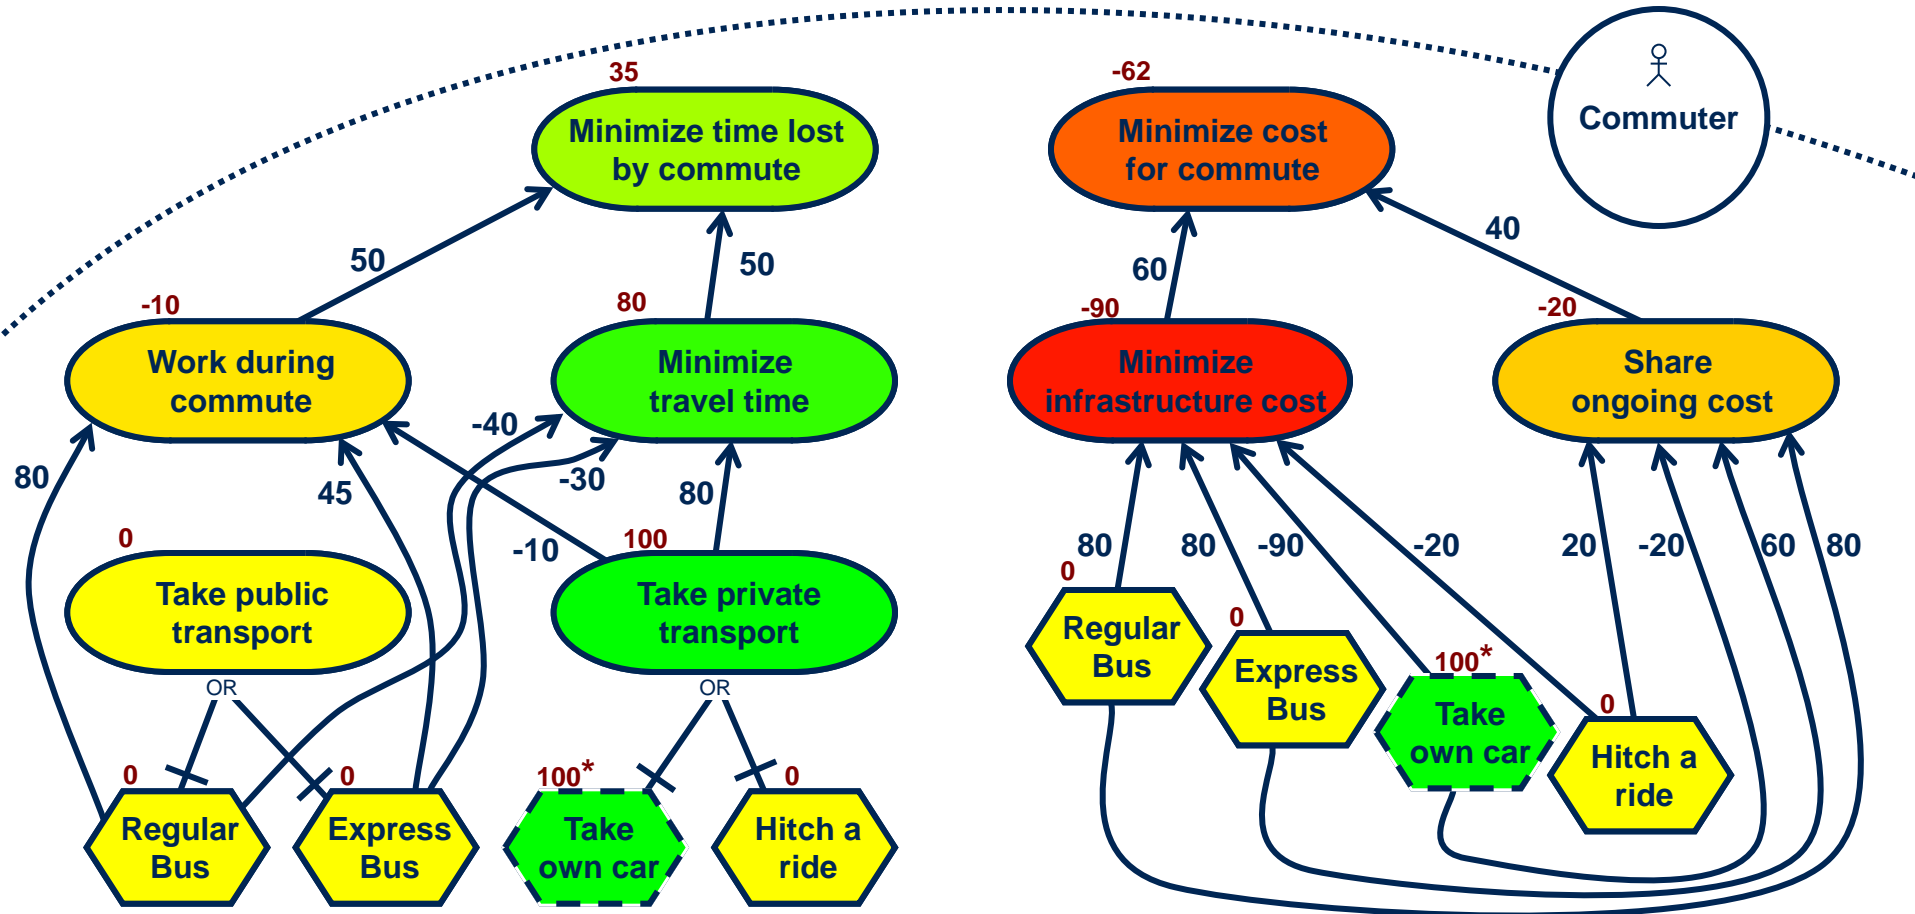 35
-62
Minimize time lost
by commute
Minimize cost
for commute
Commuter
50
50
60
40
-10
80
-90
-20
Work during
commute
Minimize
travel time
Minimize
infrastructure cost
Share
ongoing cost
80
45
-40
-30
80
-10
0
100
Take public
transport
Take private
transport
OR
OR
80
80
-90
-20
20
-20
60
80
0
Regular
Bus
0
Express
Bus
100*
Take
own car
0
Hitch a
ride
0
Regular
Bus
0
Express
Bus
100*
Take
own car
0
Hitch a
ride